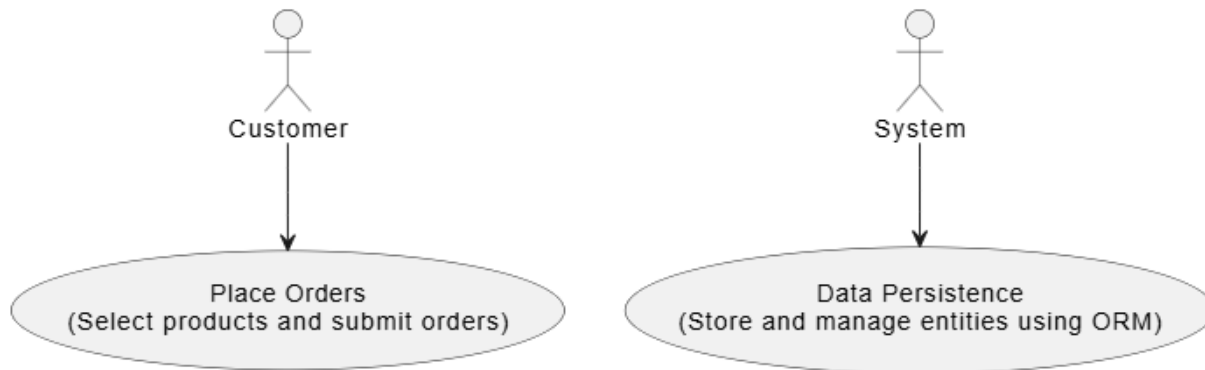 Customer
System
Place Orders
(Select products and submit orders)
Data Persistence
(Store and manage entities using ORM)